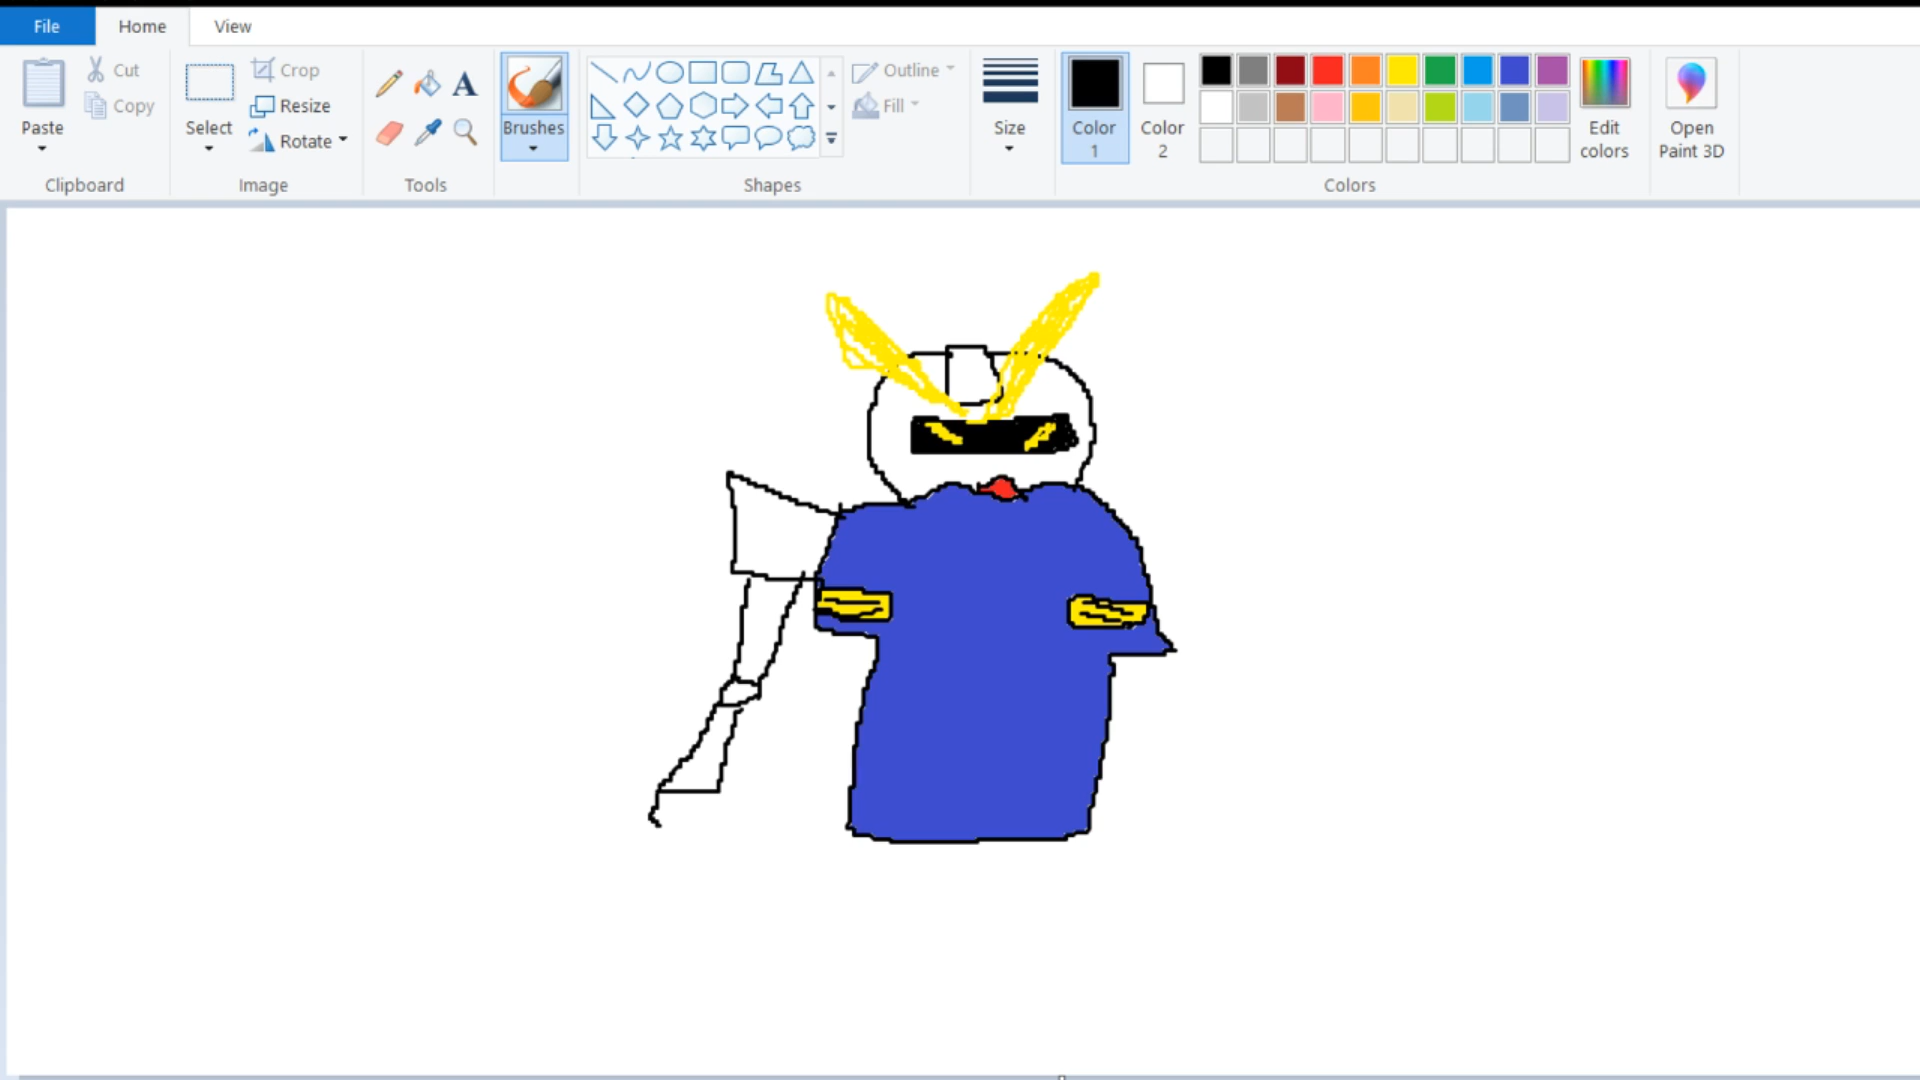 File Home View
Paste
Cut
Copy
Clipboard
Select
Crop
Resize
Rotate
Image
A
Tools
Brushes
Shapes
Outline
Fill
Size
Color
1
Color
2
Colors
Edit
colors
Open
Paint 3D